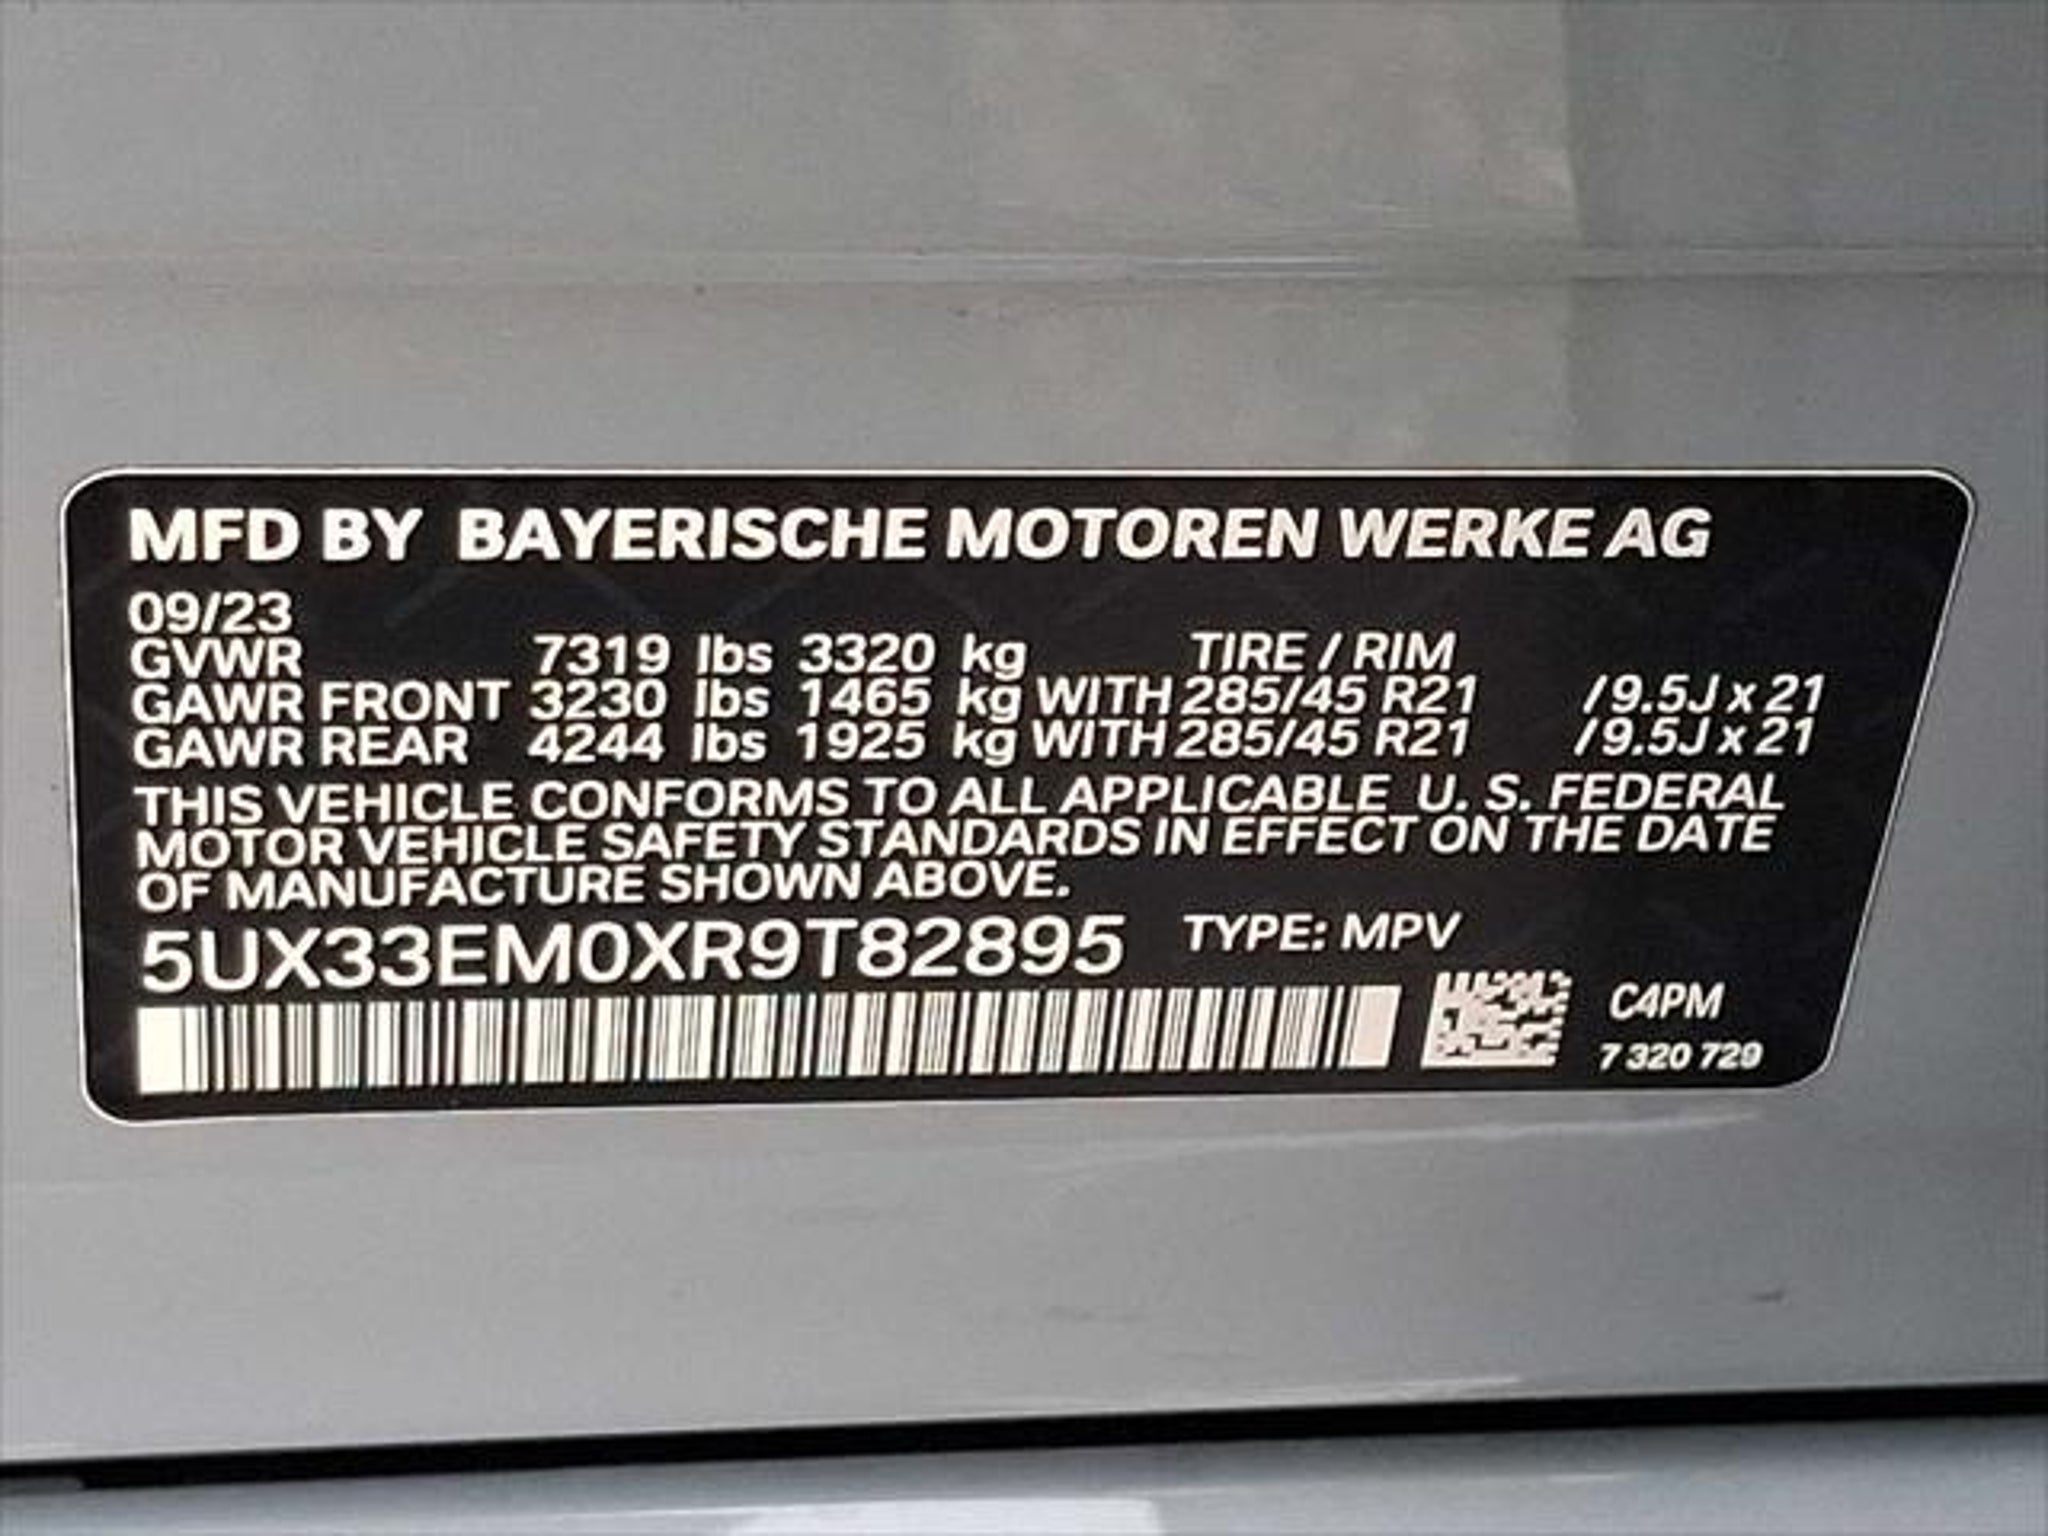 MFD BY BAYERISCHE MOTOREN WERKE AG
09/23
GVWR 7319 lbs 3320 kg TIRE / RIM
GAWR FRONT 3230 lbs 1465 kg WITH 285/45 R21 /9.5J x 21
GAWR REAR 4244 lbs 1925 kg WITH 285/45 R21 /9.5J x 21
THIS VEHICLE CONFORMS TO ALL APPLICABLE U. S. FEDERAL
MOTOR VEHICLE SAFETY STANDARDS IN EFFECT ON THE DATE
OF MANUFACTURE SHOWN ABOVE.
5UX33EM0XR9T82895 TYPE: MPV
C4PM
7 320 729